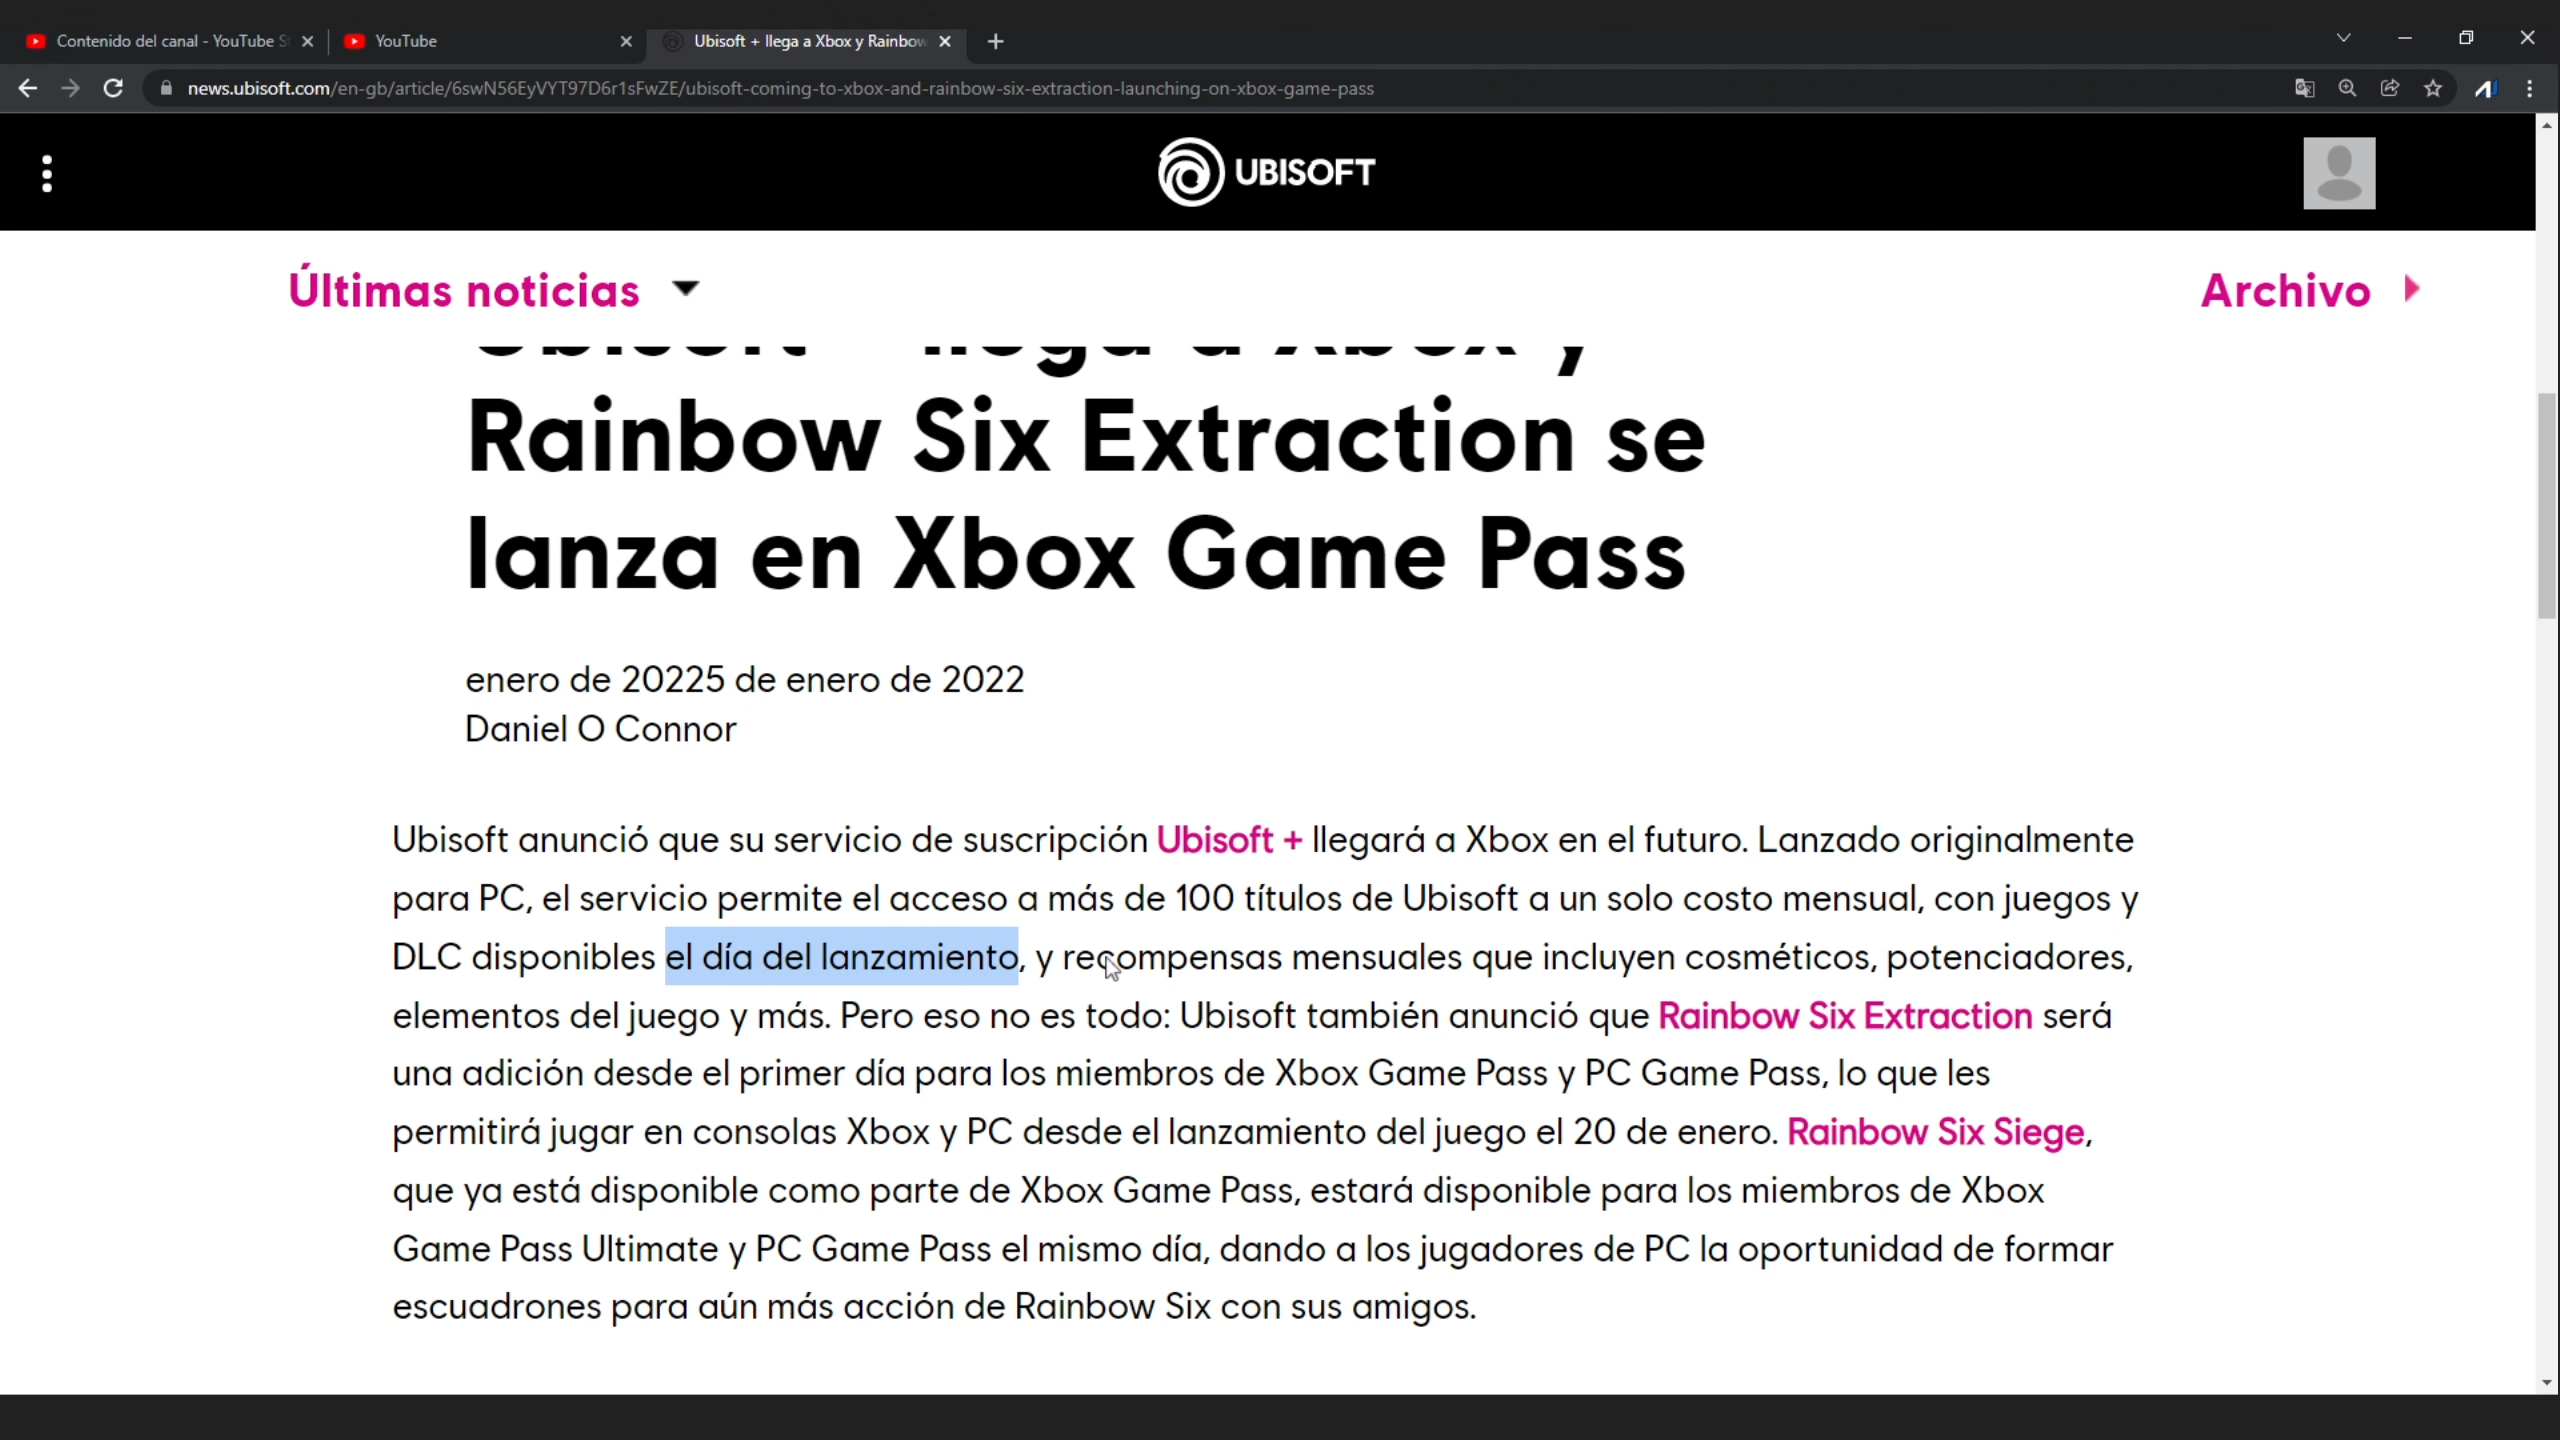 Contenido del canal - YouTube S
YouTube
Ubisoft + llega a Xbox y Rainbow
news.ubisoft.com/en-gb/article/6swN56EyVYT97D6r1sFwZE/ubisoft-coming-to-xbox-and-rainbow-six-extraction-launching-on-xbox-game-pass
UBISOFT
Últimas noticias
Archivo
Ubisoft + llega a Xbox y
Rainbow Six Extraction se
lanza en Xbox Game Pass
enero de 20225 de enero de 2022
Daniel O Connor
Ubisoft anunció que su servicio de suscripción Ubisoft + llegará a Xbox en el futuro. Lanzado originalmente
para PC, el servicio permite el acceso a más de 100 títulos de Ubisoft a un solo costo mensual, con juegos y
DLC disponibles el día del lanzamiento, y recompensas mensuales que incluyen cosméticos, potenciadores,
elementos del juego y más. Pero eso no es todo: Ubisoft también anunció que Rainbow Six Extraction será
una adición desde el primer día para los miembros de Xbox Game Pass y PC Game Pass, lo que les
permitirá jugar en consolas Xbox y PC desde el lanzamiento del juego el 20 de enero. Rainbow Six Siege,
que ya está disponible como parte de Xbox Game Pass, estará disponible para los miembros de Xbox
Game Pass Ultimate y PC Game Pass el mismo día, dando a los jugadores de PC la oportunidad de formar
escuadrones para aún más acción de Rainbow Six con sus amigos.